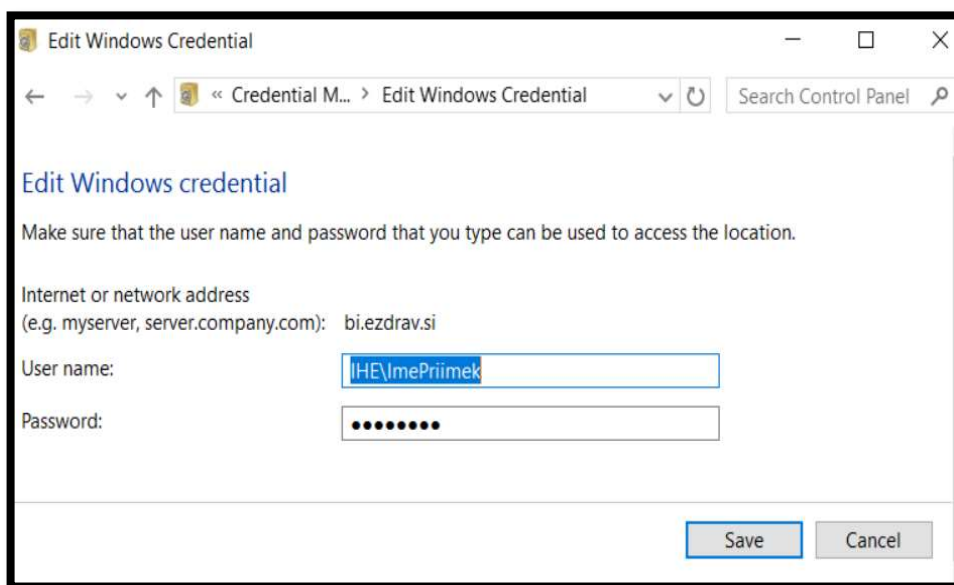 Edit Windows Credential
« Credential M... > Edit Windows Credential
Search Control Panel
Edit Windows credential
Make sure that the user name and password that you type can be used to access the location.
Internet or network address
(e.g. myserver, server.company.com): bi.ezdrav.si
User name: IHE\ImePriimek
Password: ••••••••
Save Cancel